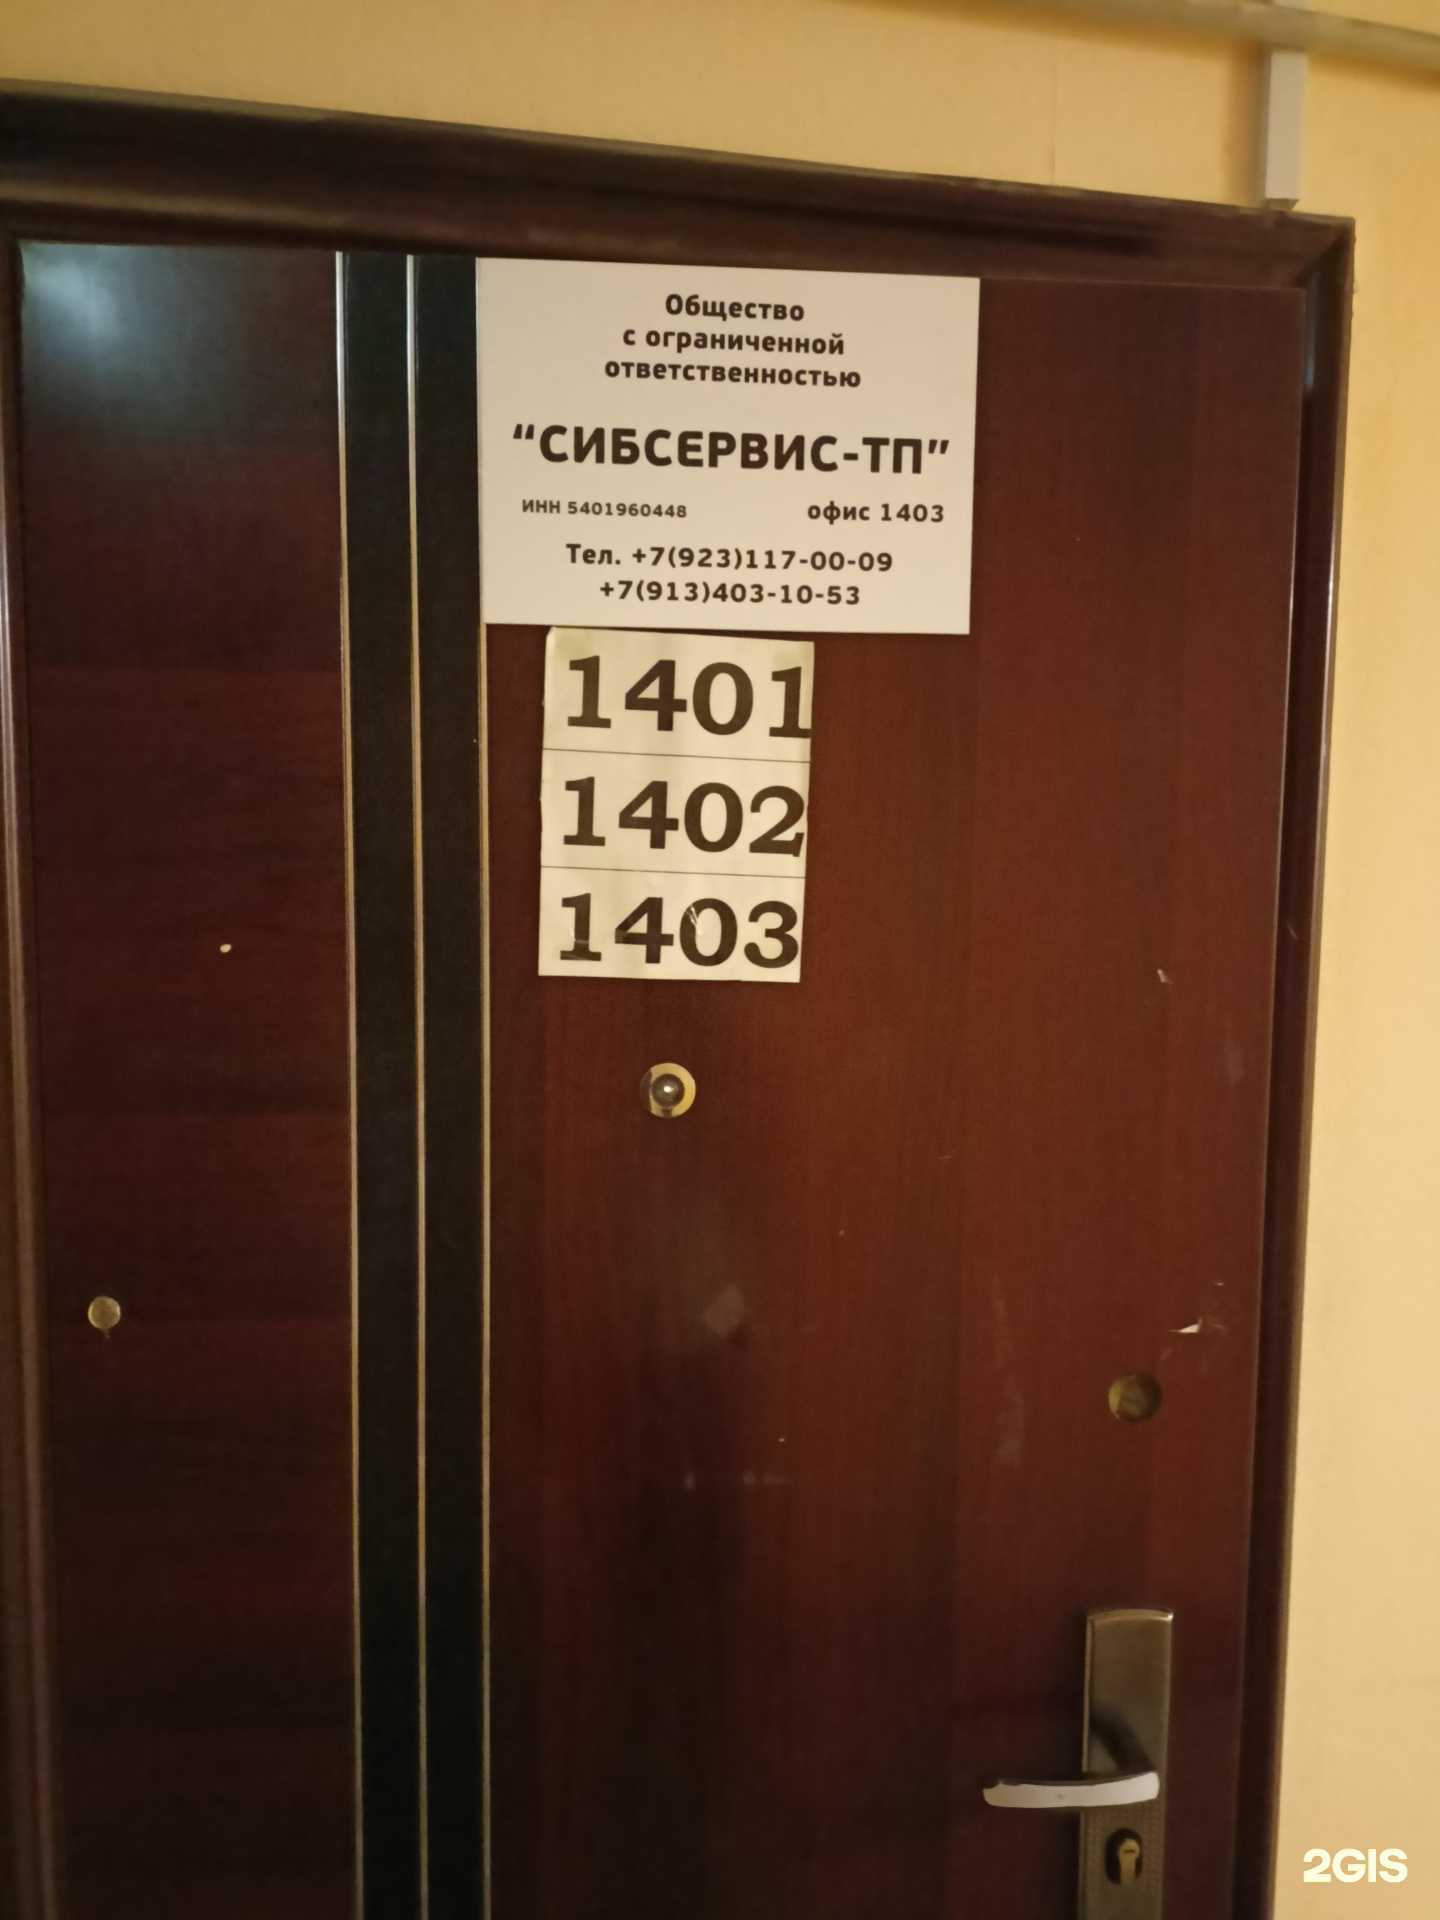 Общество
с ограниченной
ответственностью
“СИБСЕРВИС-ТП”
ИНН 5401960448 офис 1403
Тел. +7(923)117-00-09
+7(913)403-10-53
1401
1402
1403
2GIS